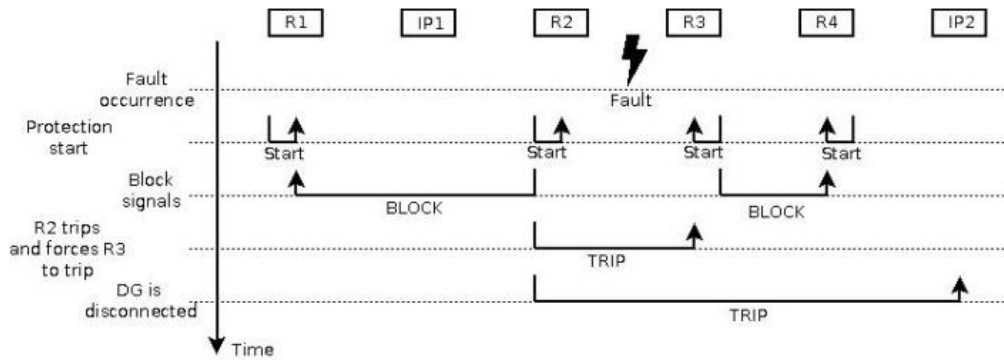 R1 IP1 R2 R3 R4 IP2
Fault
occurrence
Fault
Protection
start
Start Start Start Start
Block
signals
BLOCK BLOCK
R2 trips
and forces R3
to trip
TRIP
DG is
disconnected
TRIP
Time